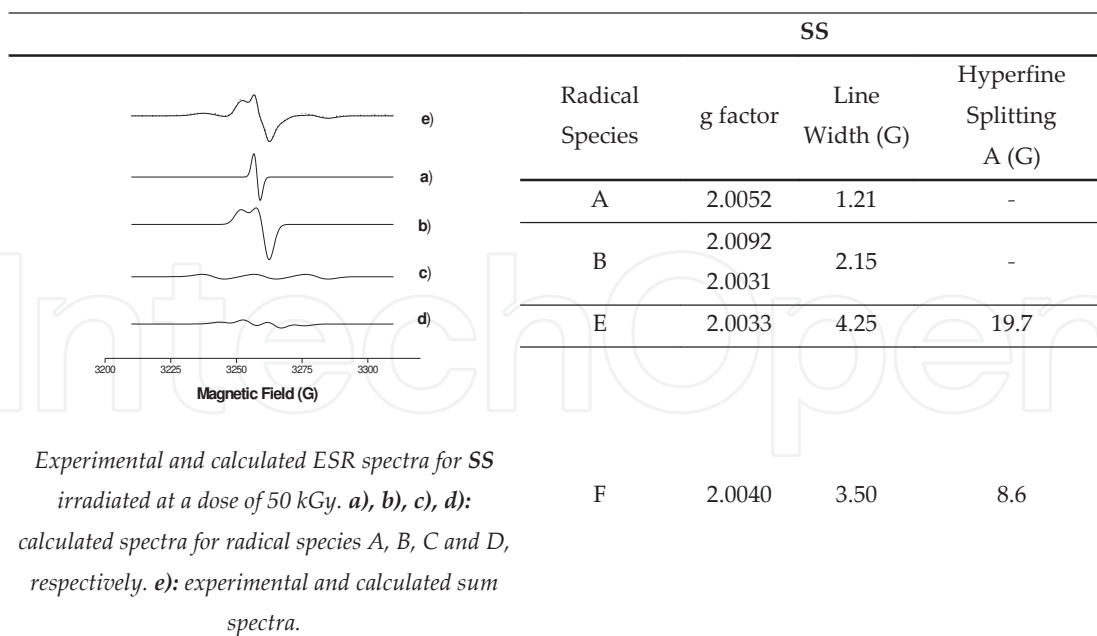 SS
Radical Species
g factor
Line Width (G)
Hyperfine Splitting A (G)
A 2.0052 1.21 -
B 2.0092 2.0031 2.15 -
E 2.0033 4.25 19.7
F 2.0040 3.50 8.6
e)
a)
b)
c)
d)
3200 3225 3250 3275 3300
Magnetic Field (G)
Experimental and calculated ESR spectra for SS
irradiated at a dose of 50 kGy. a), b), c), d):
calculated spectra for radical species A, B, C and D,
respectively. e): experimental and calculated sum
spectra.
IntechOpen